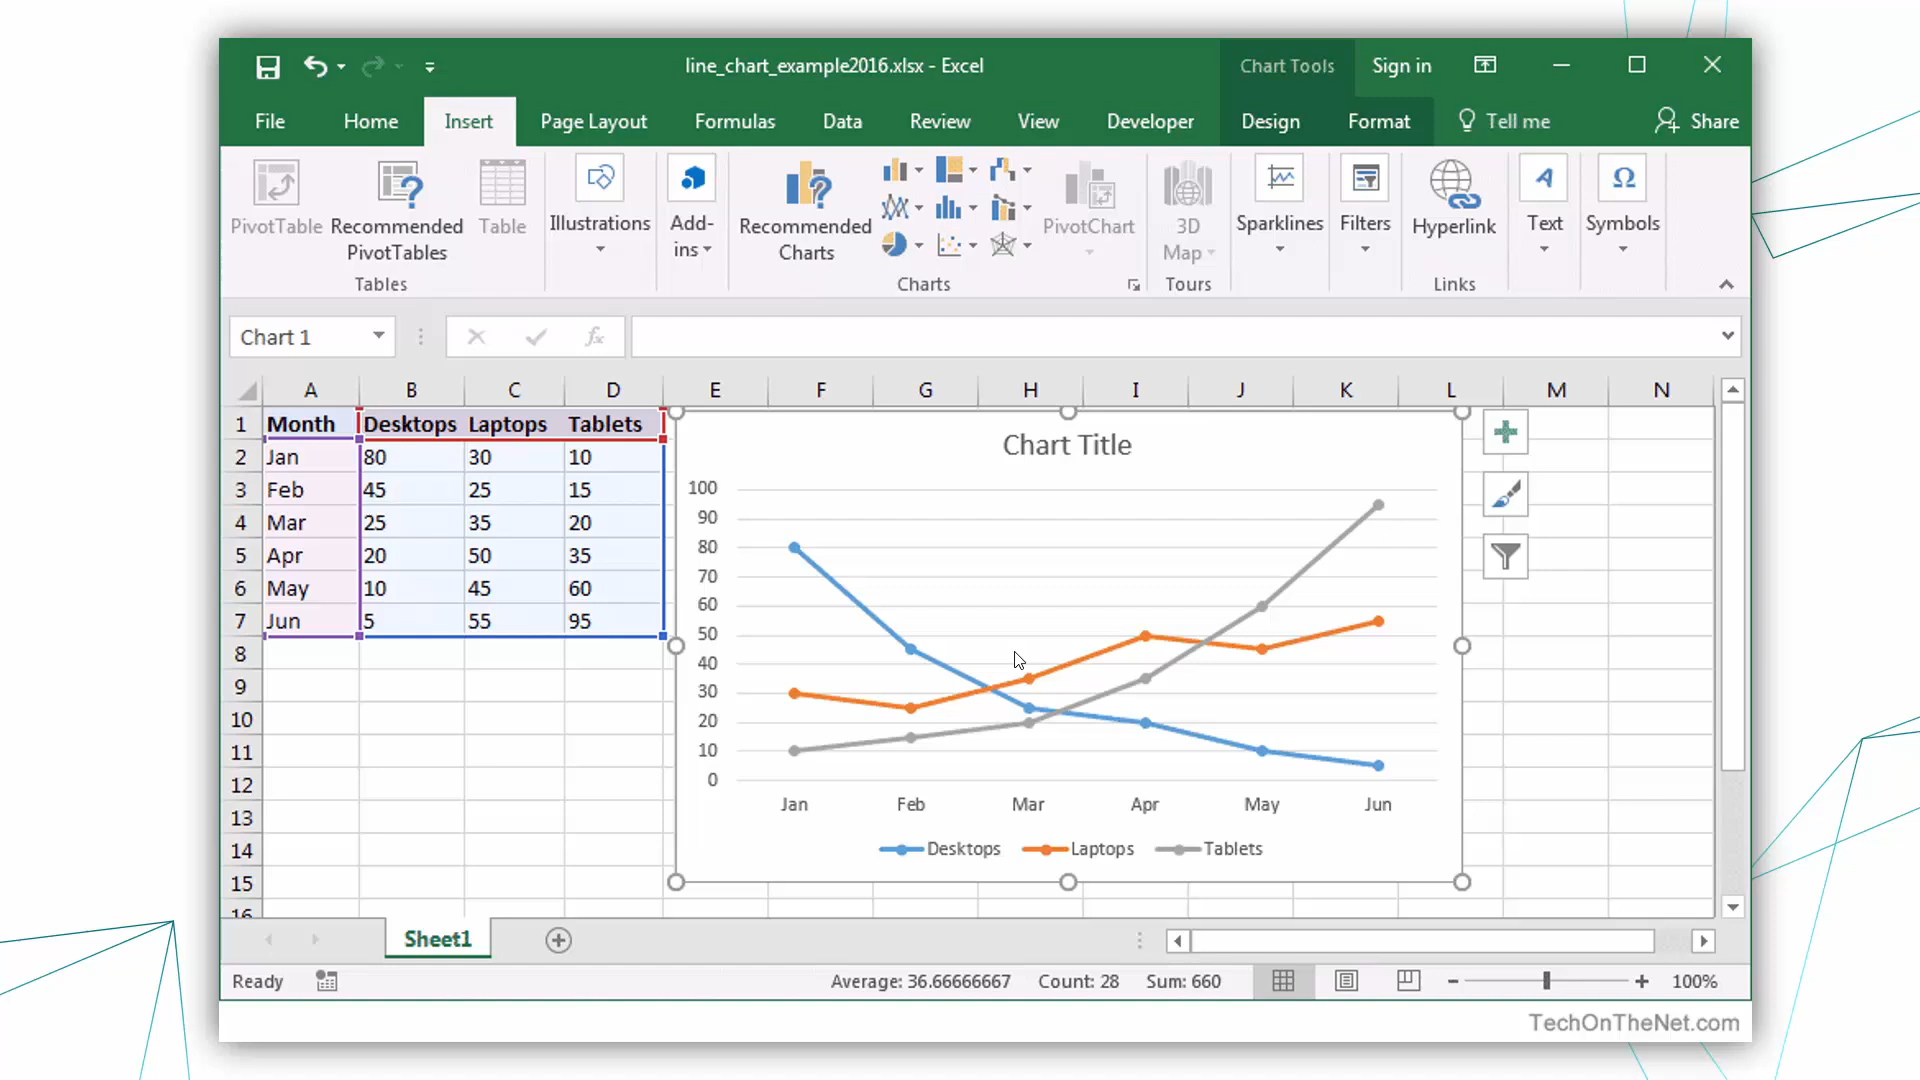 line_chart_example2016.xlsx - Excel
Chart Tools
Sign in
File
Home
Insert
Page Layout
Formulas
Data
Review
View
Developer
Design
Format
Tell me
Share
PivotTable
Recommended
PivotTables
Table
Tables
Illustrations
Add-
ins
Recommended
Charts
PivotChart
Charts
3D
Map
Tours
Sparklines
Filters
Hyperlink
Links
Text
Symbols
Chart 1
fx
A B C D E F G H I J K L M N
1 Month Desktops Laptops Tablets
2 Jan 80 30 10
3 Feb 45 25 15
4 Mar 25 35 20
5 Apr 20 50 35
6 May 10 45 60
7 Jun 5 55 95
8
9
10
11
12
13
14
15
16
Chart Title
100
90
80
70
60
50
40
30
20
10
0
Jan Feb Mar Apr May Jun
Desktops Laptops Tablets
Sheet1
Ready
Average: 36.66666667 Count: 28 Sum: 660
100%
TechOnTheNet.com